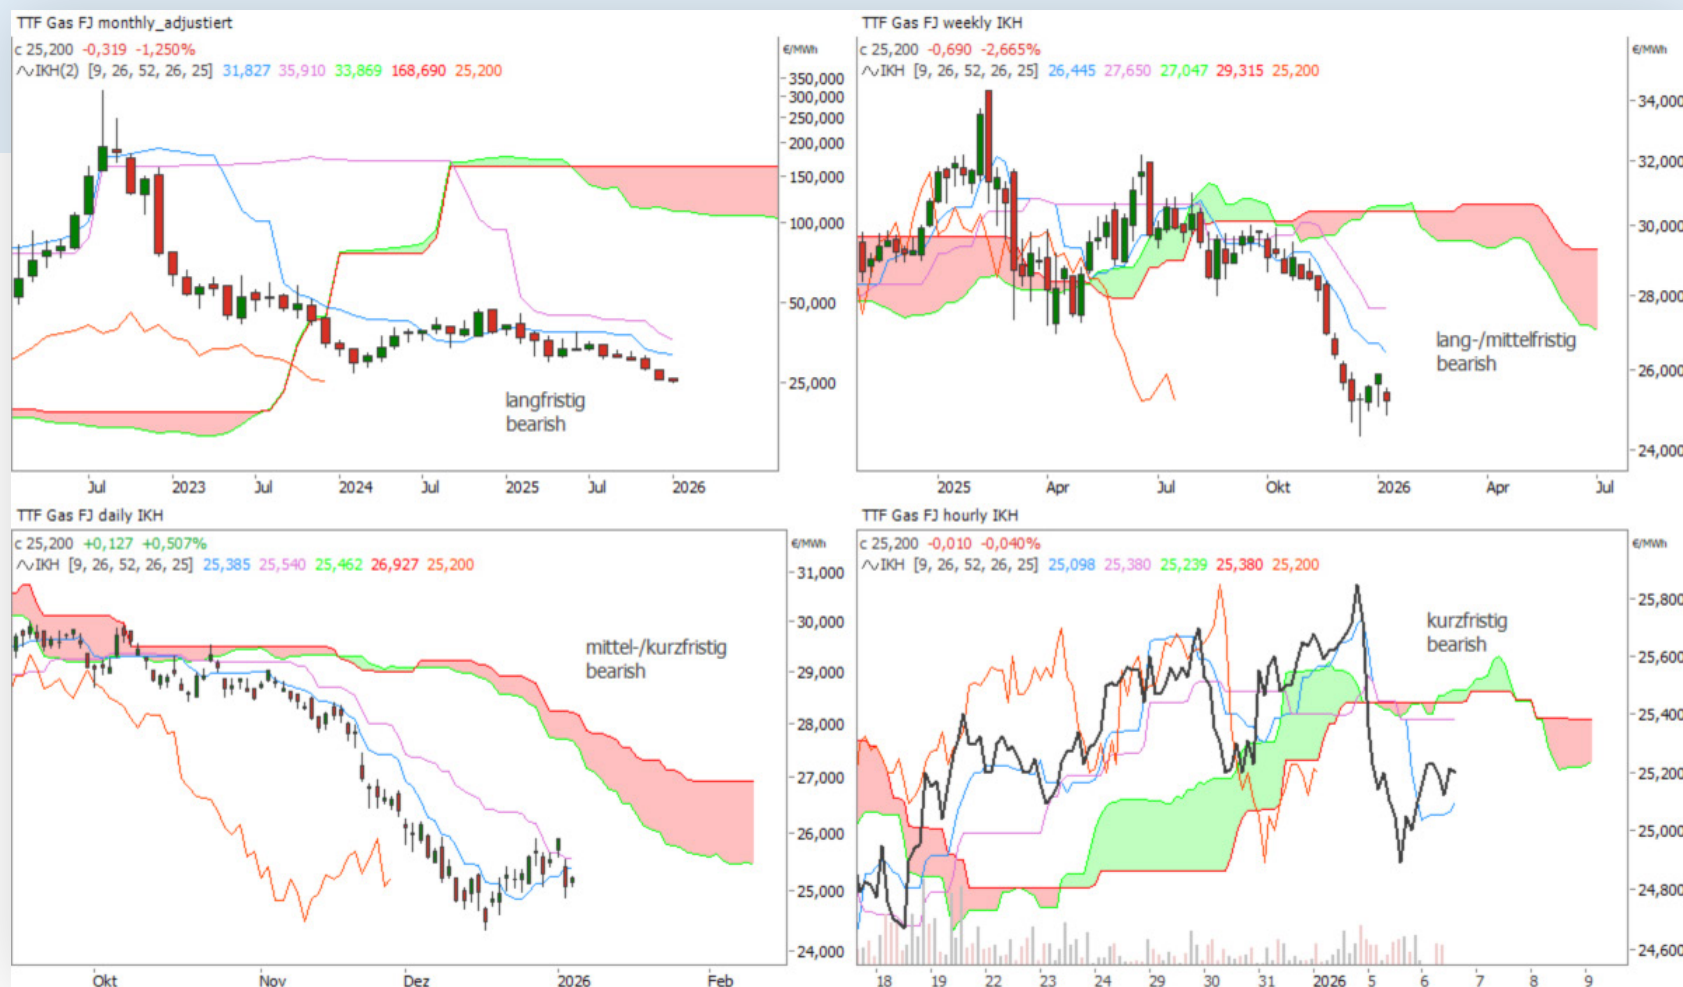 TTF Gas FJ monthly_adjustiert
c 25,200 -0,319 -1,250%
IKH(2) [9, 26, 52, 26, 25] 31,827 35,910 33,869 168,690 25,200
€/MWh
350,000
300,000
250,000
200,000
150,000
100,000
50,000
25,000
langfristig
bearish
Jul 2023 Jul 2024 Jul 2025 Jul 2026
TTF Gas FJ weekly IKH
c 25,200 -0,690 -2,665%
IKH [9, 26, 52, 26, 25] 26,445 27,650 27,047 29,315 25,200
€/MWh
34,000
32,000
30,000
28,000
26,000
24,000
lang-/mittelfristig
bearish
2025 Apr Jul Okt 2026 Apr Jul
TTF Gas FJ daily IKH
c 25,200 +0,127 +0,507%
IKH [9, 26, 52, 26, 25] 25,385 25,540 25,462 26,927 25,200
€/MWh
31,000
30,000
29,000
28,000
27,000
26,000
25,000
24,000
mittel-/kurzfristig
bearish
Okt Nov Dez 2026 Feb
TTF Gas FJ hourly IKH
c 25,200 -0,010 -0,040%
IKH [9, 26, 52, 26, 25] 25,098 25,380 25,239 25,380 25,200
€/MWh
25,800
25,600
25,400
25,200
25,000
24,800
24,600
kurzfristig
bearish
18 19 22 23 24 29 30 31 2026 5 6 7 8 9